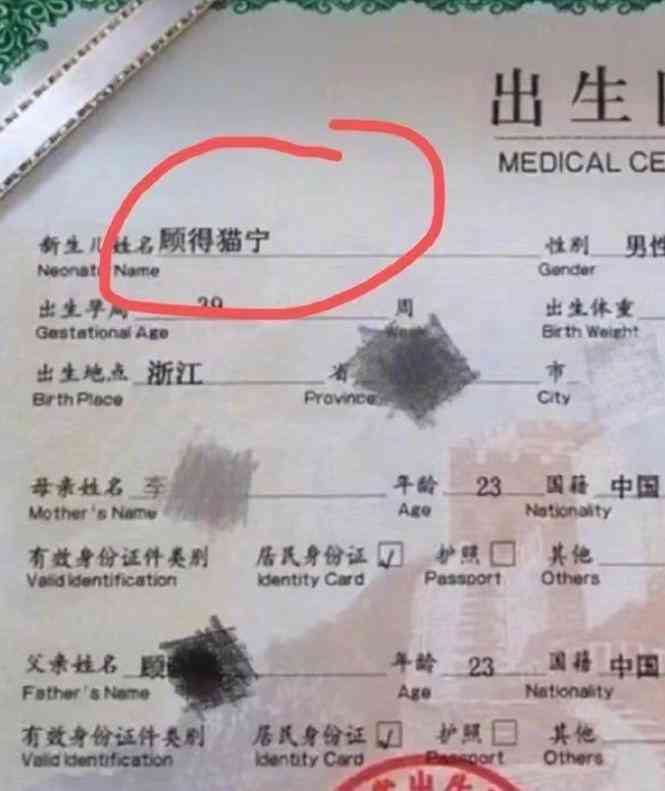 出生
MEDICAL CE
新生儿姓名 顾得猫宁 性别 男性
Neonate Name Gender
出生孕周 39 周 出生体重
Gestational Age Week Birth Weight
出生地点 浙江 省 市
Birth Place Province City
母亲姓名 李 年龄 23 国籍 中国
Mother's Name Age Nationality
有效身份证件类别 居民身份证 ☑ 护照 □ 其他
Valid Identification Identity Card Passport Others
父亲姓名 顾 年龄 23 国籍 中国
Father's Name Age Nationality
有效身份证件类别 居民身份证 ☑ 护照 □ 其他
Valid Identification Identity Card Passport Others
出生